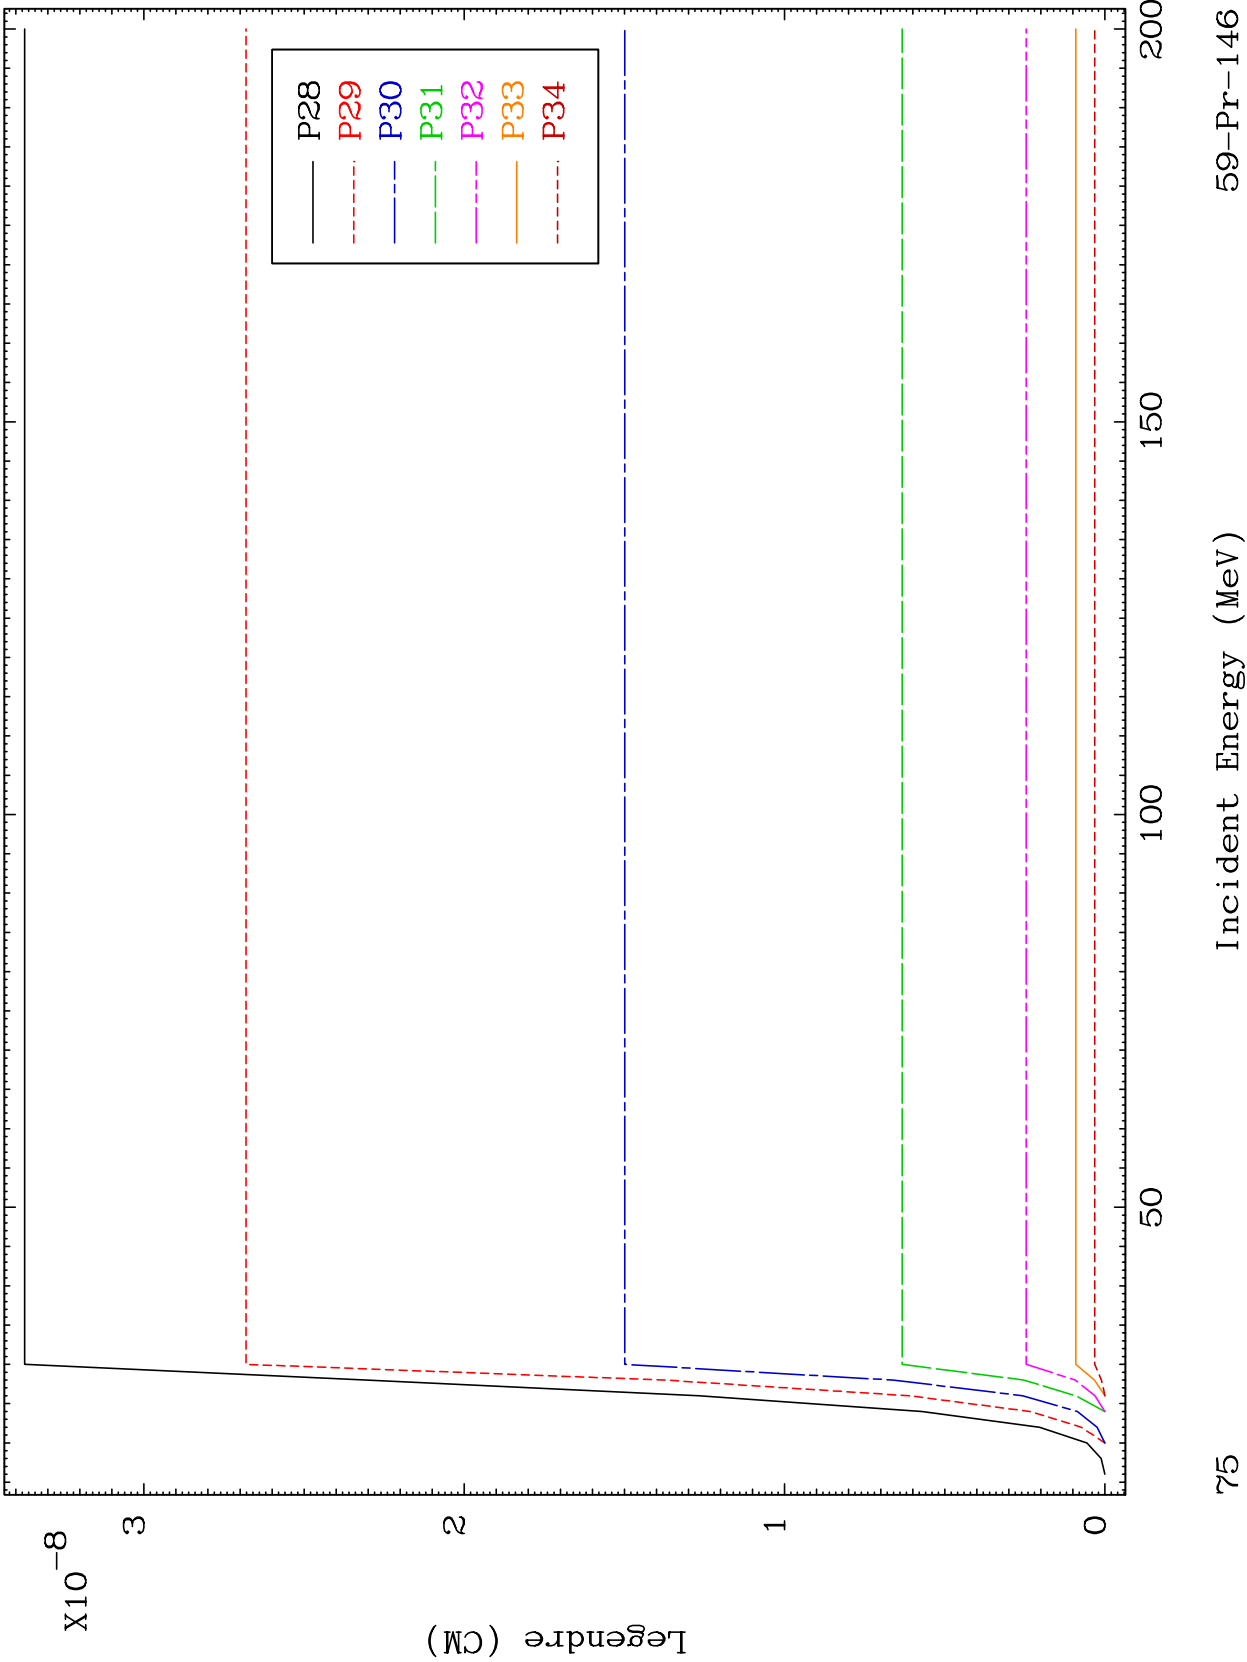 X10-8
3
2
1
0
Legendre (CM)
P28
P29
P30
P31
P32
P33
P34
50
100
150
200
Incident Energy (MeV)
75
59-Pr-146